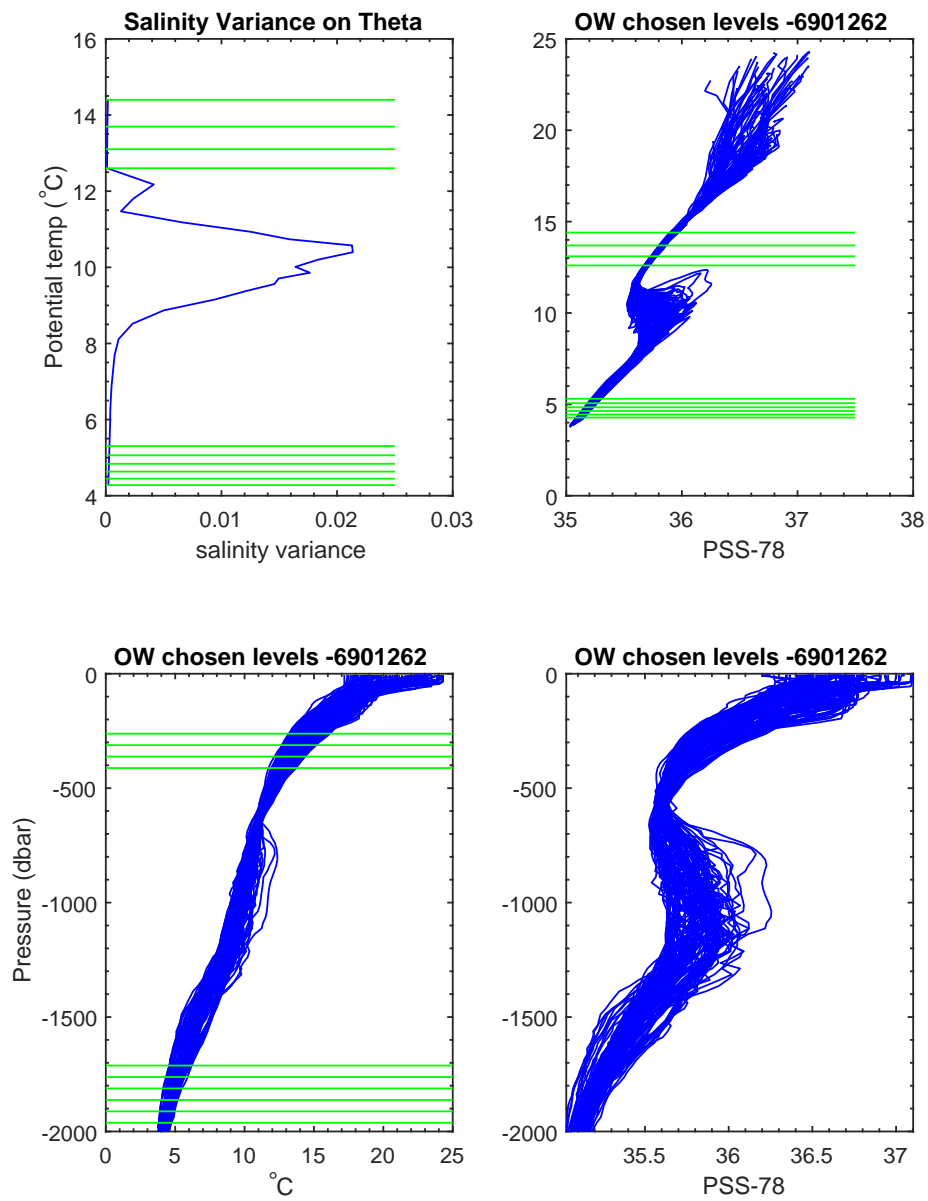 Salinity Variance on Theta
16
14
12
10
8
6
4
Potential temp (°C)
0 0.01 0.02 0.03
salinity variance
OW chosen levels -6901262
25
20
15
10
5
0
35 36 37 38
PSS-78
OW chosen levels -6901262
0
-500
-1000
-1500
-2000
Pressure (dbar)
0 5 10 15 20 25
°C
OW chosen levels -6901262
0
-500
-1000
-1500
-2000
35.5 36 36.5 37
PSS-78